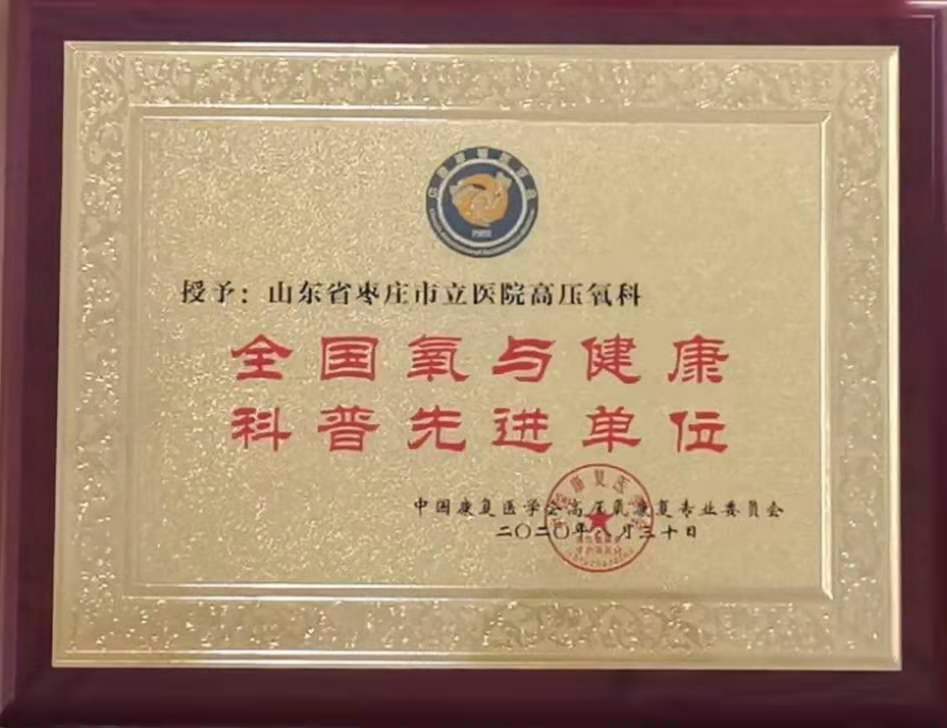 授予：山东省枣庄市立医院高压氧科
全国氧与健康
科普先进单位
中国康复医学会高压氧康复专业委员会
二〇二〇年八月三十日